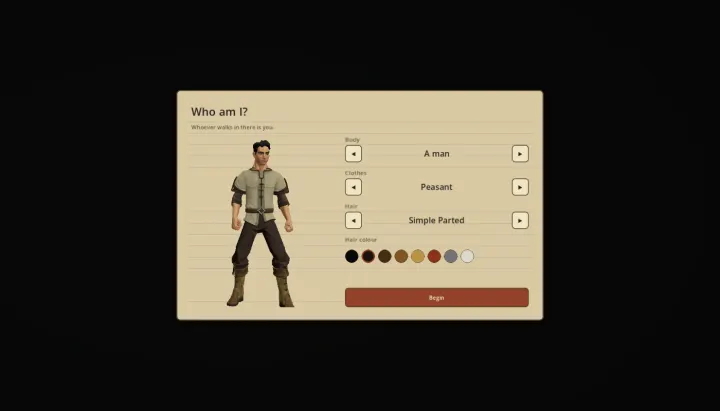 Who am I?
Whoever walks in there is you.
Body
A man
Clothes
Peasant
Hair
Simple Parted
Hair colour
Begin